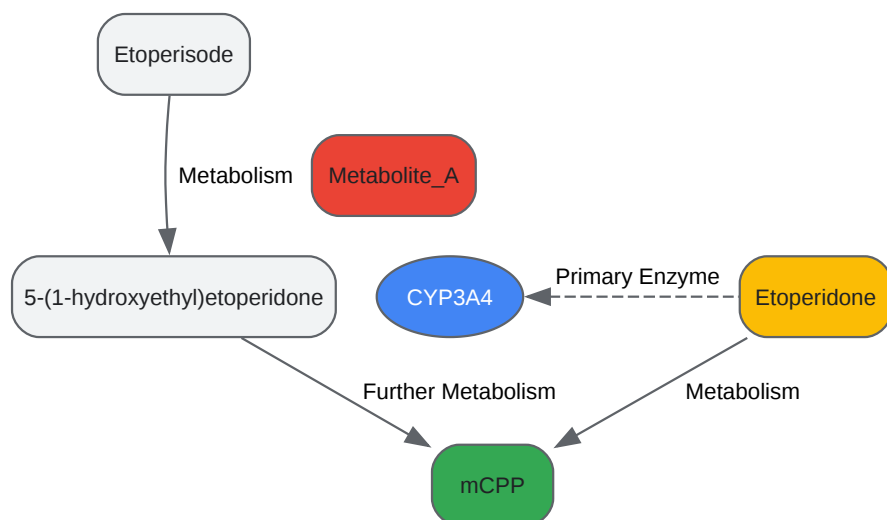 Etoperisode
Metabolism
Metabolite_A
5-(1-hydroxyethyl)etoperidone
CYP3A4
Primary Enzyme
Etoperidone
Further Metabolism
Metabolism
mCPP